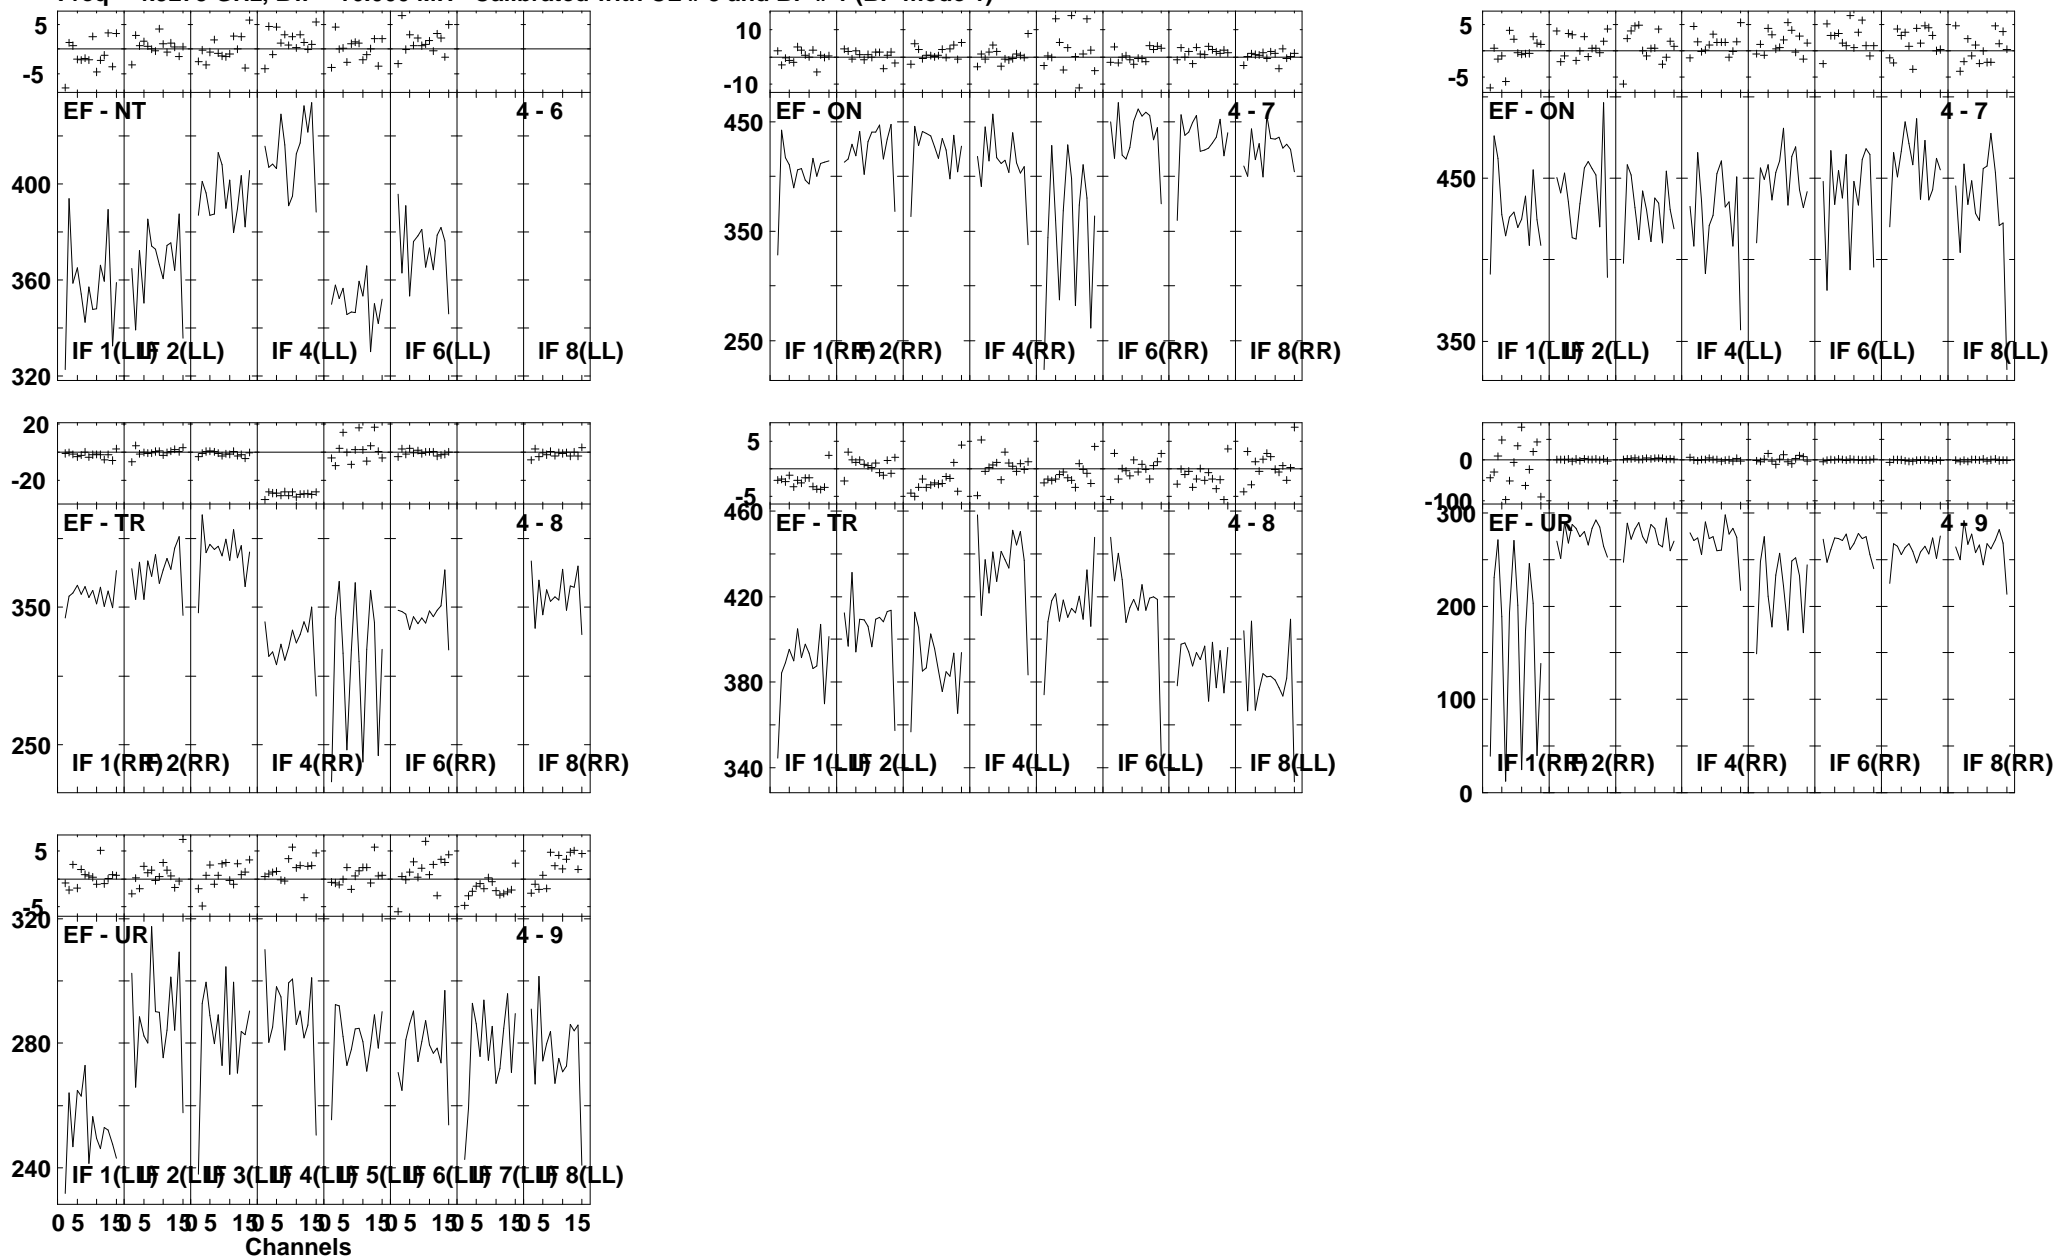 5 10 5
-5 -10 -5
EF - NT 4 - 6 EF - ON 4 - 7 EF - ON 4 - 7
450
400 450
350
360
250 350
IF 1(LL) IF 2(LL) IF 4(LL) IF 6(LL) IF 8(LL) IF 1(RR) IF 2(RR) IF 4(RR) IF 6(RR) IF 8(RR) IF 1(LL) IF 2(LL) IF 4(LL) IF 6(LL) IF 8(LL)
320
20 5 0
-20 -5 -100
EF - TR 4 - 8 460 EF - TR 4 - 8 300 EF - UR 4 - 9
350 420 200
380 100
250 340
IF 1(RR) IF 2(RR) IF 4(RR) IF 6(RR) IF 8(RR) IF 1(LL) IF 2(LL) IF 4(LL) IF 6(LL) IF 8(LL) IF 1(RR) IF 2(RR) IF 4(RR) IF 6(RR) IF 8(RR)
0
5
-5
320
EF - UR 4 - 9
280
240
IF 1(LL) IF 2(LL) IF 3(LL) IF 4(LL) IF 5(LL) IF 6(LL) IF 7(LL) IF 8(LL)
0 5 15 0 5 15 0 5 15 0 5 15 0 5 15 0 5 15 0 5 15 0 5 15
Channels